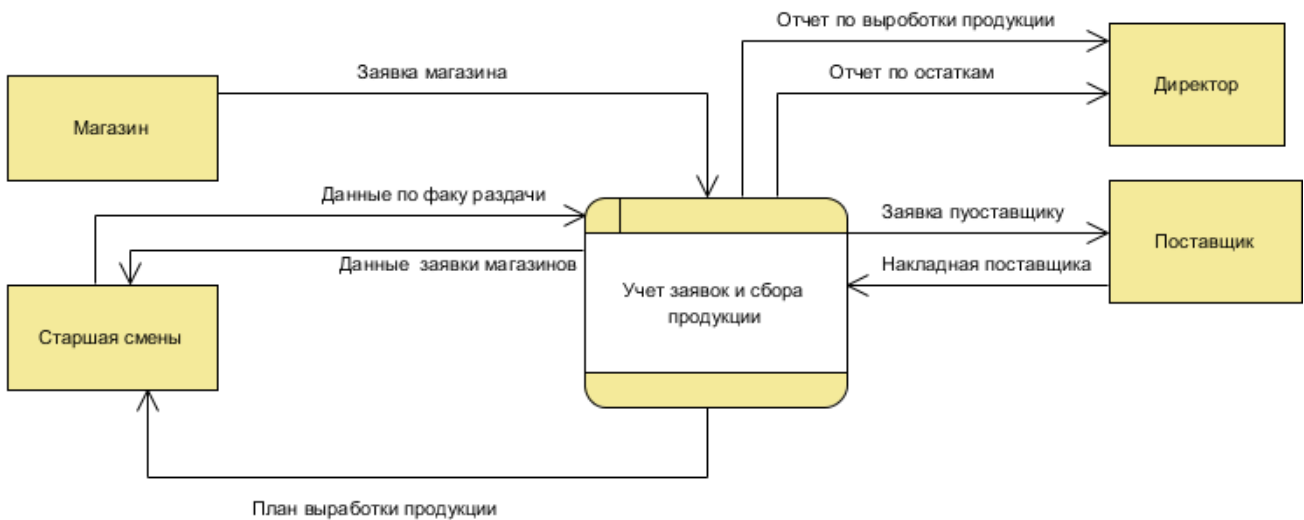 Отчет по выроботки продукции
Заявка магазина
Отчет по остаткам
Директор
Магазин
Данные по факу раздачи
Заявка пуоставщику
Поставщик
Данные  заявки магазинов
Накладная поставщика
Учет заявок и сбора
продукции
Старшая смены
План выработки продукции